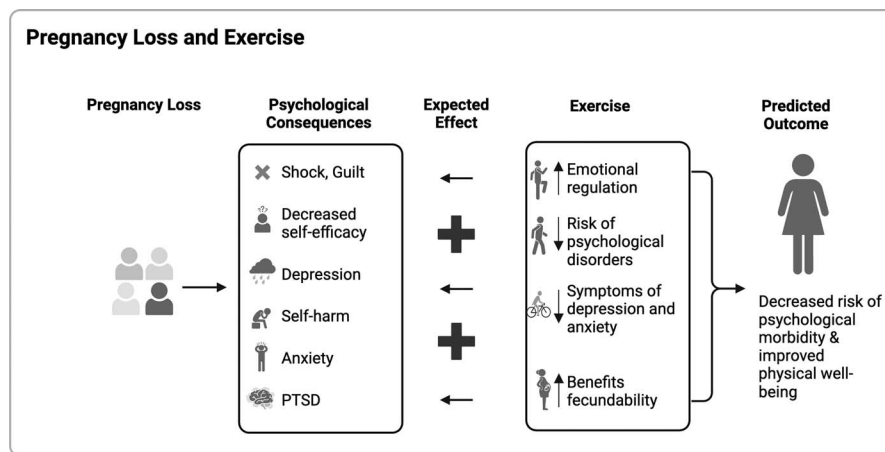 Pregnancy Loss and Exercise
Pregnancy Loss
Psychological
Consequences
Expected
Effect
Exercise
Predicted
Outcome
Shock, Guilt
Decreased
self-efficacy
Depression
Self-harm
Anxiety
PTSD
Emotional
regulation
Risk of
psychological
disorders
Symptoms of
depression and
anxiety
Benefits
fecundability
Decreased risk of
psychological
morbidity &
improved
physical well-
being